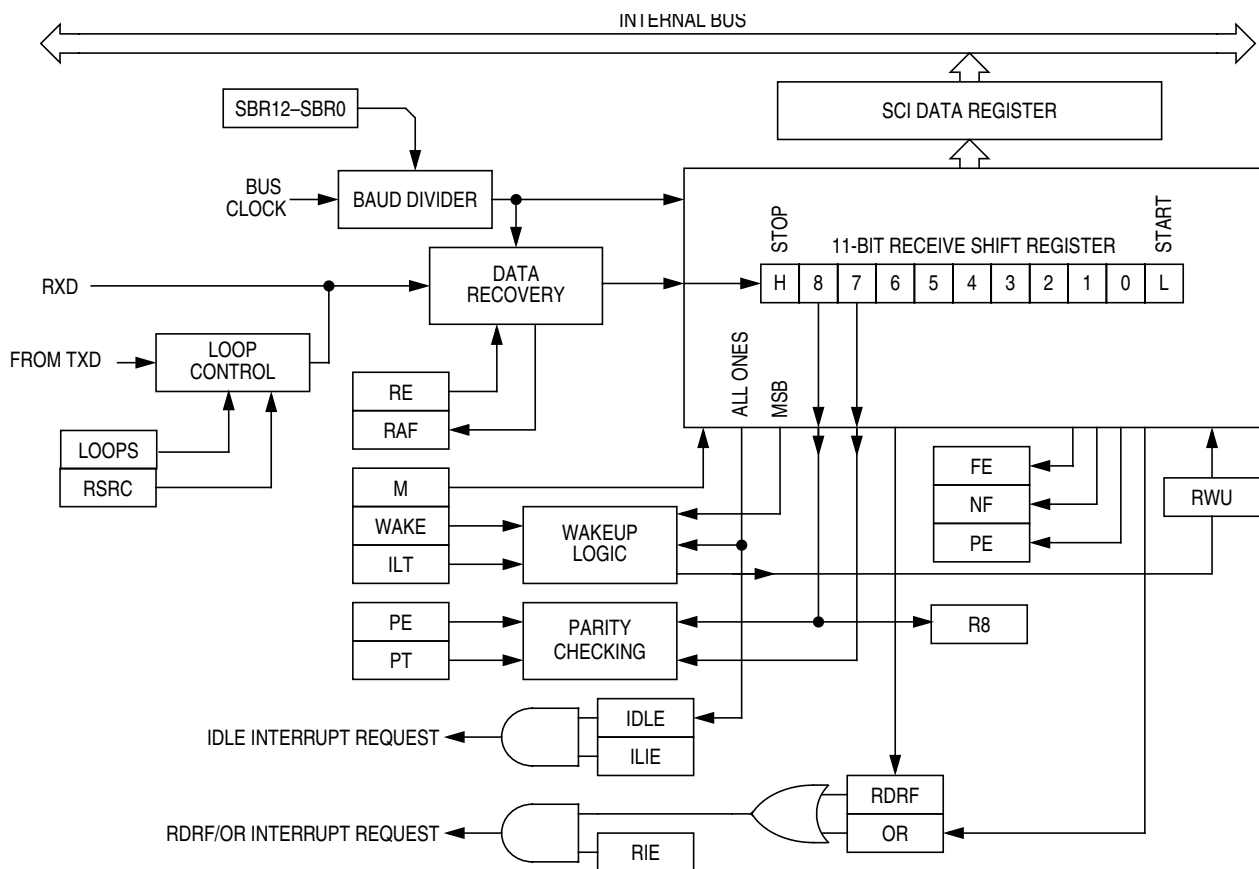 INTERNAL BUS
SBR12–SBR0
SCI DATA REGISTER
BUS
CLOCK
BAUD DIVIDER
STOP
11-BIT RECEIVE SHIFT REGISTER
START
RXD
DATA
RECOVERY
H 8 7 6 5 4 3 2 1 0 L
FROM TXD
LOOP
CONTROL
ALL ONES
MSB
RE
RAF
LOOPS
RSRC
M
WAKE
ILT
WAKEUP
LOGIC
FE
NF
PE
RWU
PE
PT
PARITY
CHECKING
R8
IDLE INTERRUPT REQUEST
IDLE
ILIE
RDRF/OR INTERRUPT REQUEST
RDRF
OR
RIE